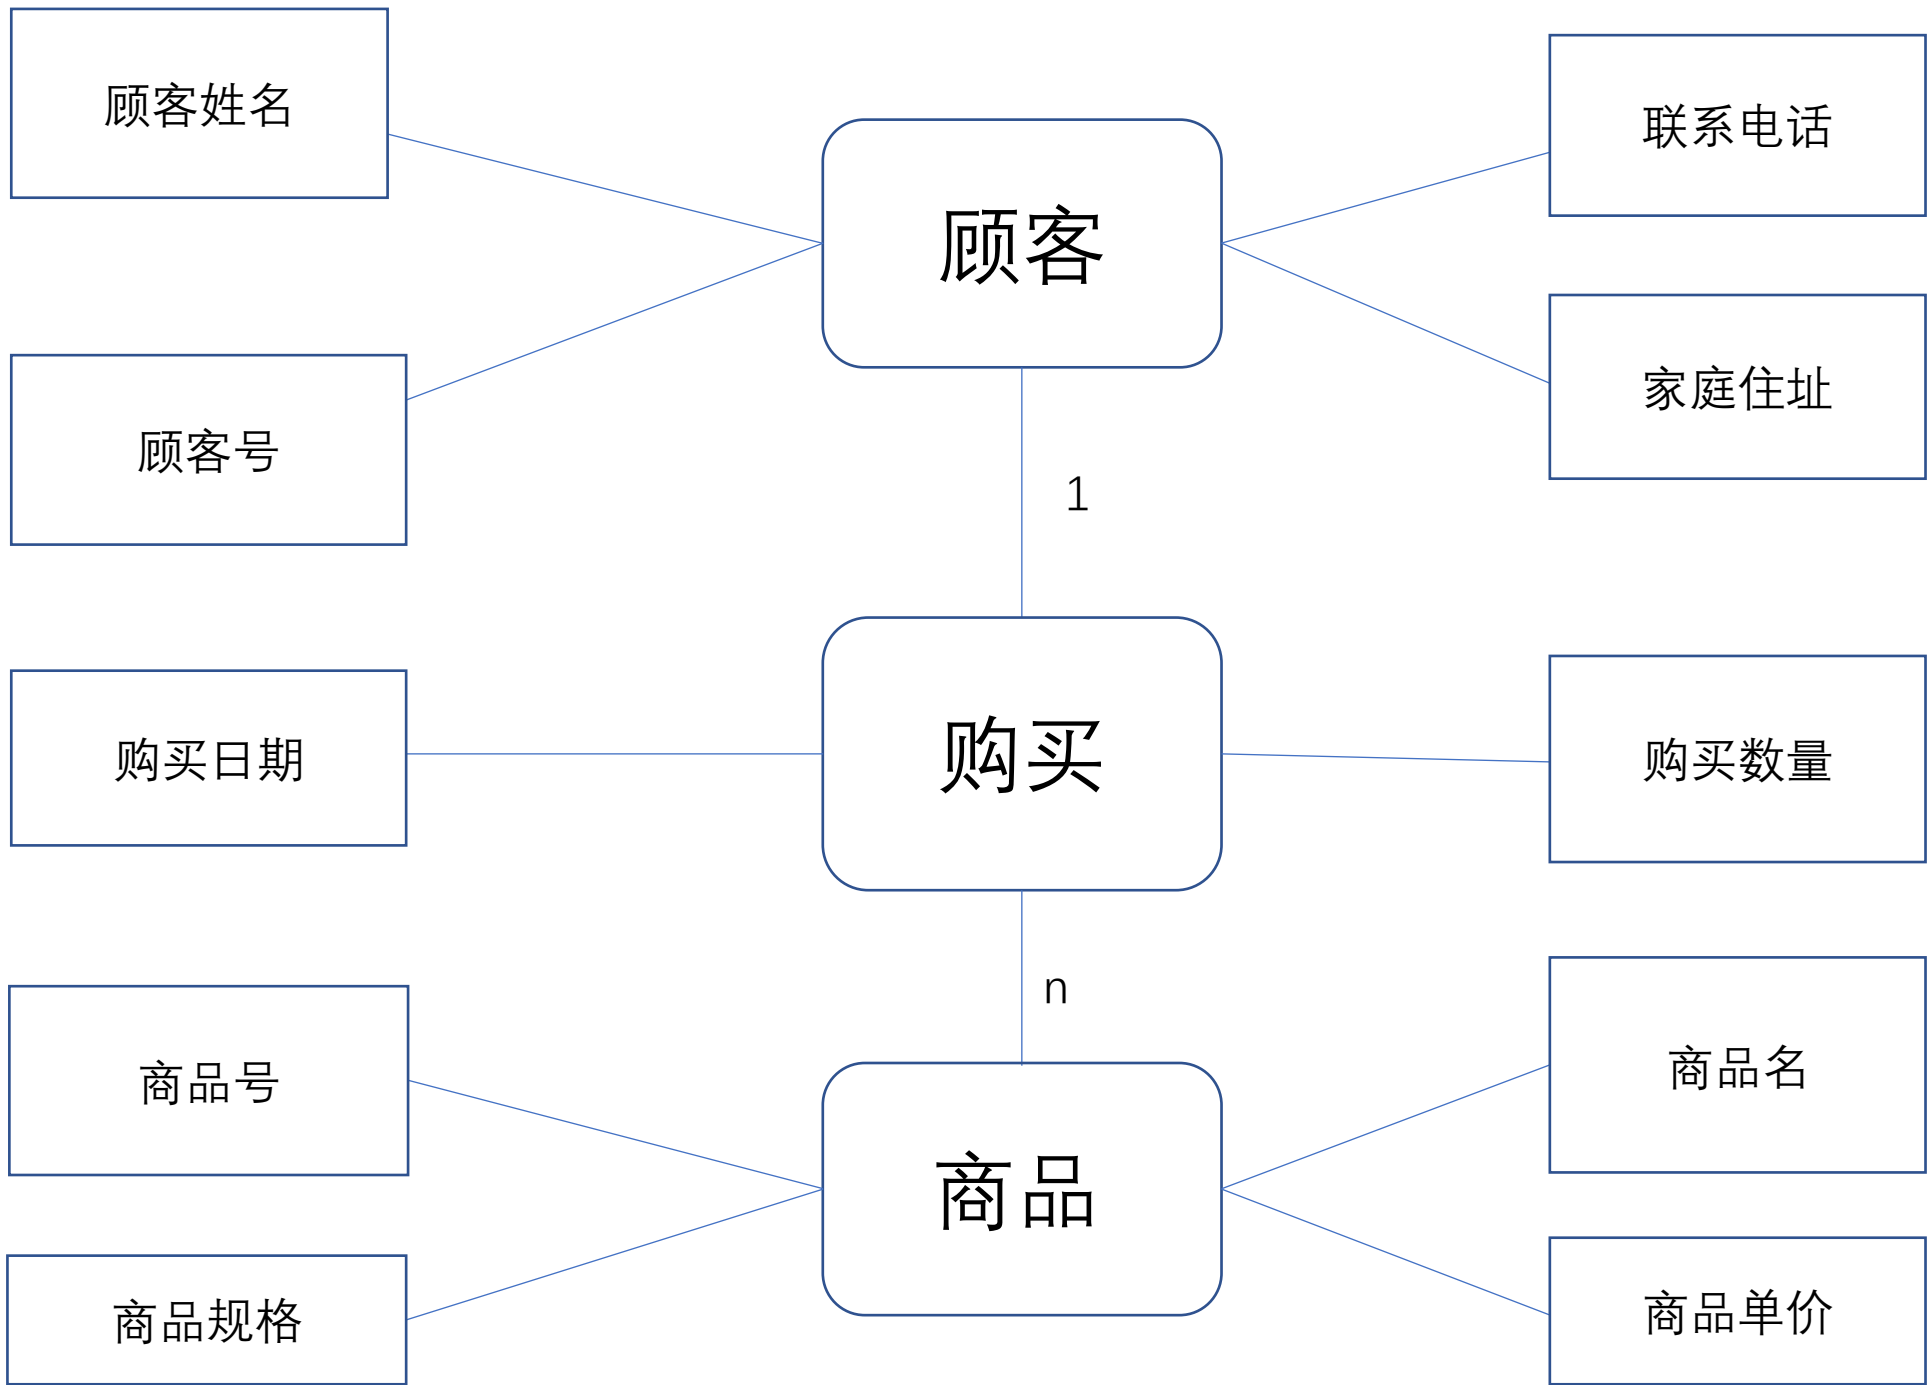 顾客姓名
联系电话
顾客
家庭住址
顾客号
1
购买日期
购买
购买数量
n
商品号
商品名
商品
商品规格
商品单价